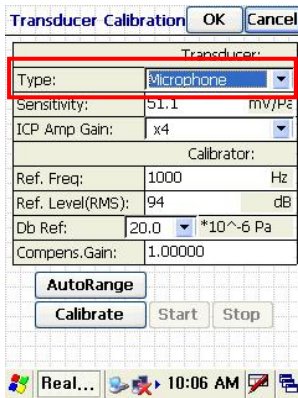 Transducer Calibration OK Cancel
Transducer:
Type: Microphone
Sensitivity: 51.1 mV/Pa
ICP Amp Gain: x4
Calibrator:
Ref. Freq: 1000 Hz
Ref. Level(RMS): 94 dB
Db Ref: 20.0 *10^-6 Pa
Compens.Gain: 1.00000
AutoRange
Calibrate Start Stop
Real... 10:06 AM